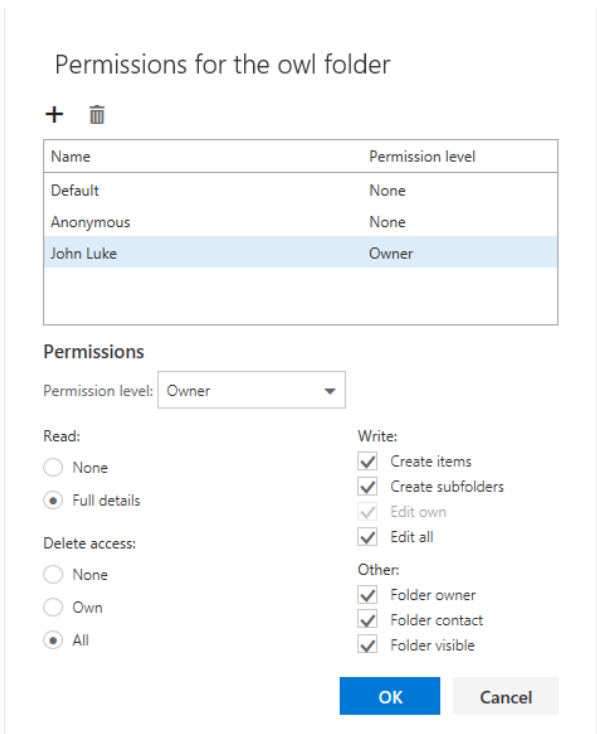 Permissions for the owl folder
Name Permission level
Default None
Anonymous None
John Luke Owner
Permissions
Permission level: Owner
Read:
None
Full details
Delete access:
None
Own
All
Write:
Create items
Create subfolders
Edit own
Edit all
Other:
Folder owner
Folder contact
Folder visible
OK Cancel